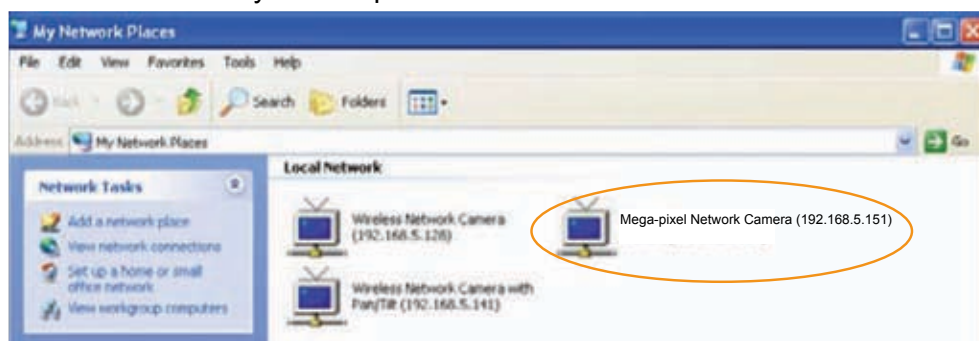 My Network Places
File Edit View Favorites Tools Help
Back Search Folders
Address My Network Places Go
Network Tasks
Add a network place
View network connections
Set up a home or small
office network
View workgroup computers
Local Network
Wireless Network Camera
(192.168.5.128)
Mega-pixel Network Camera (192.168.5.151)
Wireless Network Camera with
Pan/Tilt (192.168.5.141)